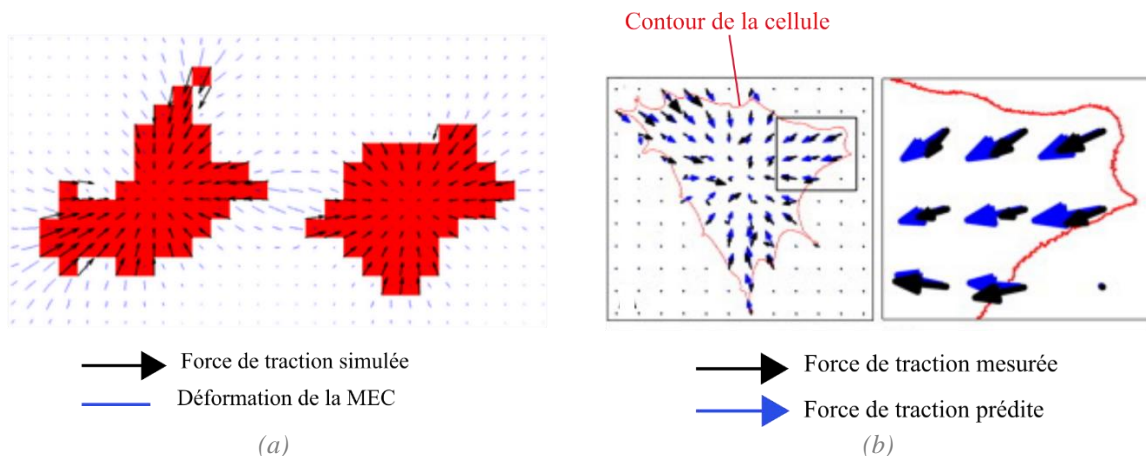 Contour de la cellule
Force de traction simulée
Déformation de la MEC
(a)
Force de traction mesurée
Force de traction prédite
(b)